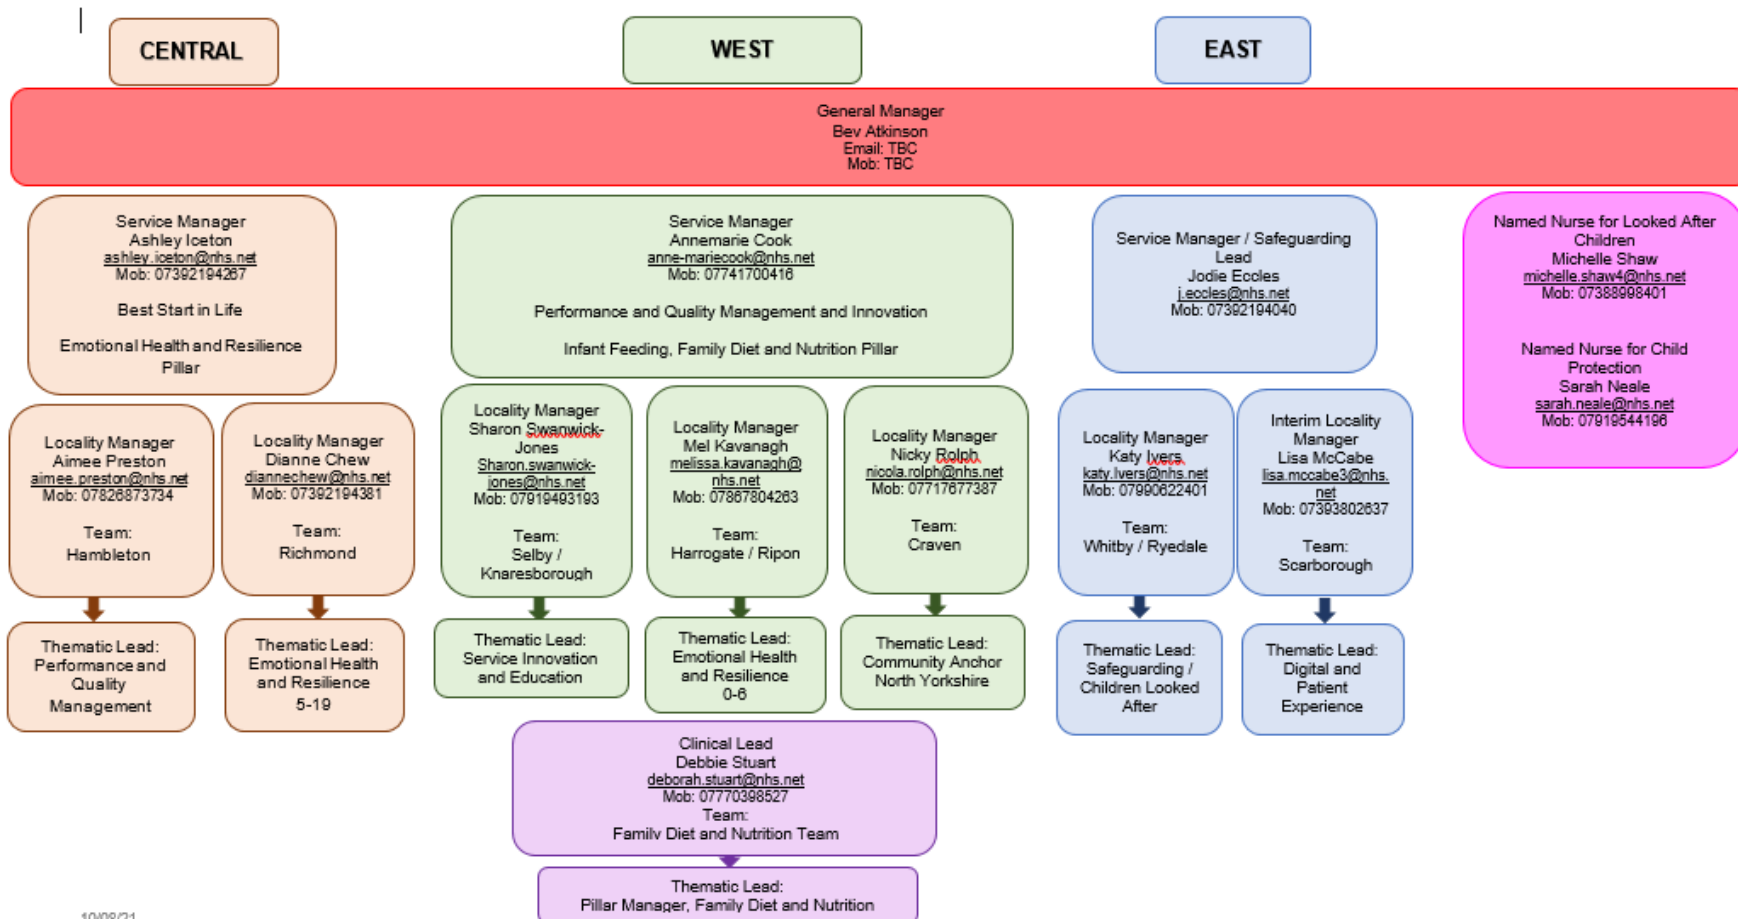 CENTRAL
WEST
EAST
General Manager
Bev Atkinson
Email: TBC
Mob: TBC
Service Manager
Ashley Iceton
ashley.iceton@nhs.net
Mob: 07392194267
Best Start in Life
Emotional Health and Resilience
Pillar
Service Manager
Annemarie Cook
anne-mariecook@nhs.net
Mob: 07741700416
Performance and Quality Management and Innovation
Infant Feeding, Family Diet and Nutrition Pillar
Service Manager / Safeguarding
Lead
Jodie Eccles
j.eccles@nhs.net
Mob: 07392194040
Named Nurse for Looked After
Children
Michelle Shaw
michelle.shaw4@nhs.net
Mob: 07388998401
Named Nurse for Child
Protection
Sarah Neale
sarah.neale@nhs.net
Mob: 07919544196
Locality Manager
Aimee Preston
aimee.preston@nhs.net
Mob: 07826873734
Team:
Hambleton
Locality Manager
Dianne Chew
diannechew@nhs.net
Mob: 07392194381
Team:
Richmond
Locality Manager
Sharon Swanwick-
Jones
Sharon.swanwick-
jones@nhs.net
Mob: 07919493193
Team:
Selby /
Knaresborough
Locality Manager
Mel Kavanagh
melissa.kavanagh@
nhs.net
Mob: 07867804263
Team:
Harrogate / Ripon
Locality Manager
Nicky Rolph
nicola.rolph@nhs.net
Mob: 07717677387
Team:
Craven
Locality Manager
Katy Ivers
katy.Ivers@nhs.net
Mob: 07990622401
Team:
Whitby / Ryedale
Interim Locality
Manager
Lisa McCabe
lisa.mccabe3@nhs.
net
Mob: 07393802637
Team:
Scarborough
Thematic Lead:
Performance and
Quality
Management
Thematic Lead:
Emotional Health
and Resilience
5-19
Thematic Lead:
Service Innovation
and Education
Thematic Lead:
Emotional Health
and Resilience
0-6
Thematic Lead:
Community Anchor
North Yorkshire
Thematic Lead:
Safeguarding /
Children Looked
After
Thematic Lead:
Digital and
Patient
Experience
Clinical Lead
Debbie Stuart
deborah.stuart@nhs.net
Mob: 07770398527
Team:
Family Diet and Nutrition Team
Thematic Lead:
Pillar Manager, Family Diet and Nutrition
10/08/21